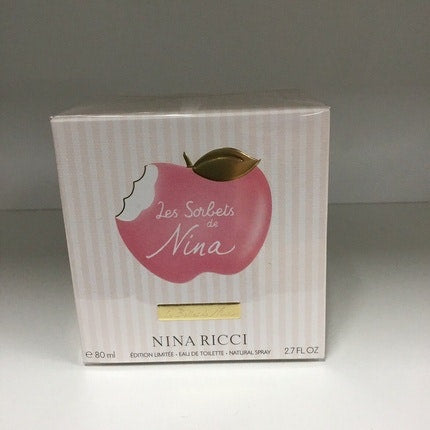 Les Sorbets
de
Nina
NINA RICCI
e 80 ml ÉDITION LIMITÉE - EAU DE TOILETTE - NATURAL SPRAY 2.7 FL OZ